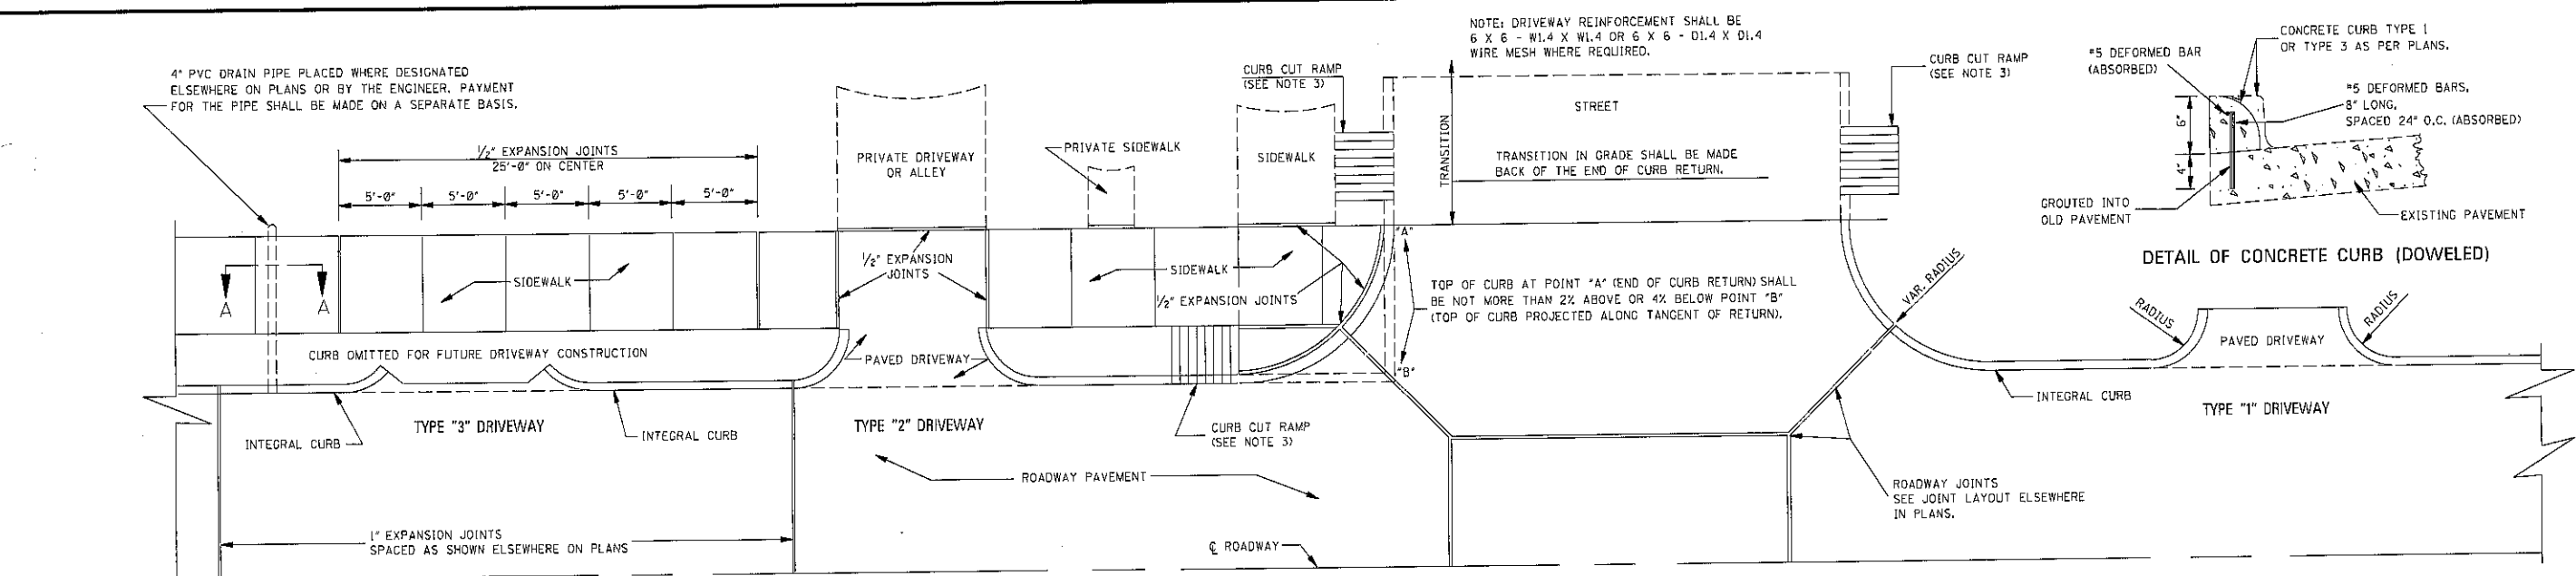 NOTE: DRIVEWAY REINFORCEMENT SHALL BE
6 X 6 - W1.4 X W1.4 OR 6 X 6 - D1.4 X D1.4
WIRE MESH WHERE REQUIRED.
4" PVC DRAIN PIPE PLACED WHERE DESIGNATED
ELSEWHERE ON PLANS OR BY THE ENGINEER. PAYMENT
FOR THE PIPE SHALL BE MADE ON A SEPARATE BASIS.
CURB CUT RAMP
(SEE NOTE 3)
CURB CUT RAMP
(SEE NOTE 3)
#5 DEFORMED BAR
(ABSORBED)
CONCRETE CURB TYPE 1
OR TYPE 3 AS PER PLANS.
#5 DEFORMED BARS,
8" LONG,
SPACED 24" O.C. (ABSORBED)
6"
4"
GROUTED INTO
OLD PAVEMENT
EXISTING PAVEMENT
DETAIL OF CONCRETE CURB (DOWELED)
1/2" EXPANSION JOINTS
25'-0" ON CENTER
5'-0" 5'-0" 5'-0" 5'-0" 5'-0"
PRIVATE DRIVEWAY
OR ALLEY
PRIVATE SIDEWALK
SIDEWALK
TRANSITION
STREET
TRANSITION IN GRADE SHALL BE MADE
BACK OF THE END OF CURB RETURN.
A A
SIDEWALK
1/2" EXPANSION
JOINTS
SIDEWALK
1/2" EXPANSION JOINTS
"A"
TOP OF CURB AT POINT "A" (END OF CURB RETURN) SHALL
BE NOT MORE THAN 2% ABOVE OR 4% BELOW POINT "B"
(TOP OF CURB PROJECTED ALONG TANGENT OF RETURN).
"B"
VAR. RADIUS
RADIUS
RADIUS
PAVED DRIVEWAY
CURB OMITTED FOR FUTURE DRIVEWAY CONSTRUCTION
PAVED DRIVEWAY
INTEGRAL CURB
TYPE "3" DRIVEWAY
INTEGRAL CURB
TYPE "2" DRIVEWAY
CURB CUT RAMP
(SEE NOTE 3)
INTEGRAL CURB
TYPE "1" DRIVEWAY
ROADWAY PAVEMENT
ROADWAY JOINTS
SEE JOINT LAYOUT ELSEWHERE
IN PLANS.
1" EXPANSION JOINTS
SPACED AS SHOWN ELSEWHERE ON PLANS
℄ ROADWAY